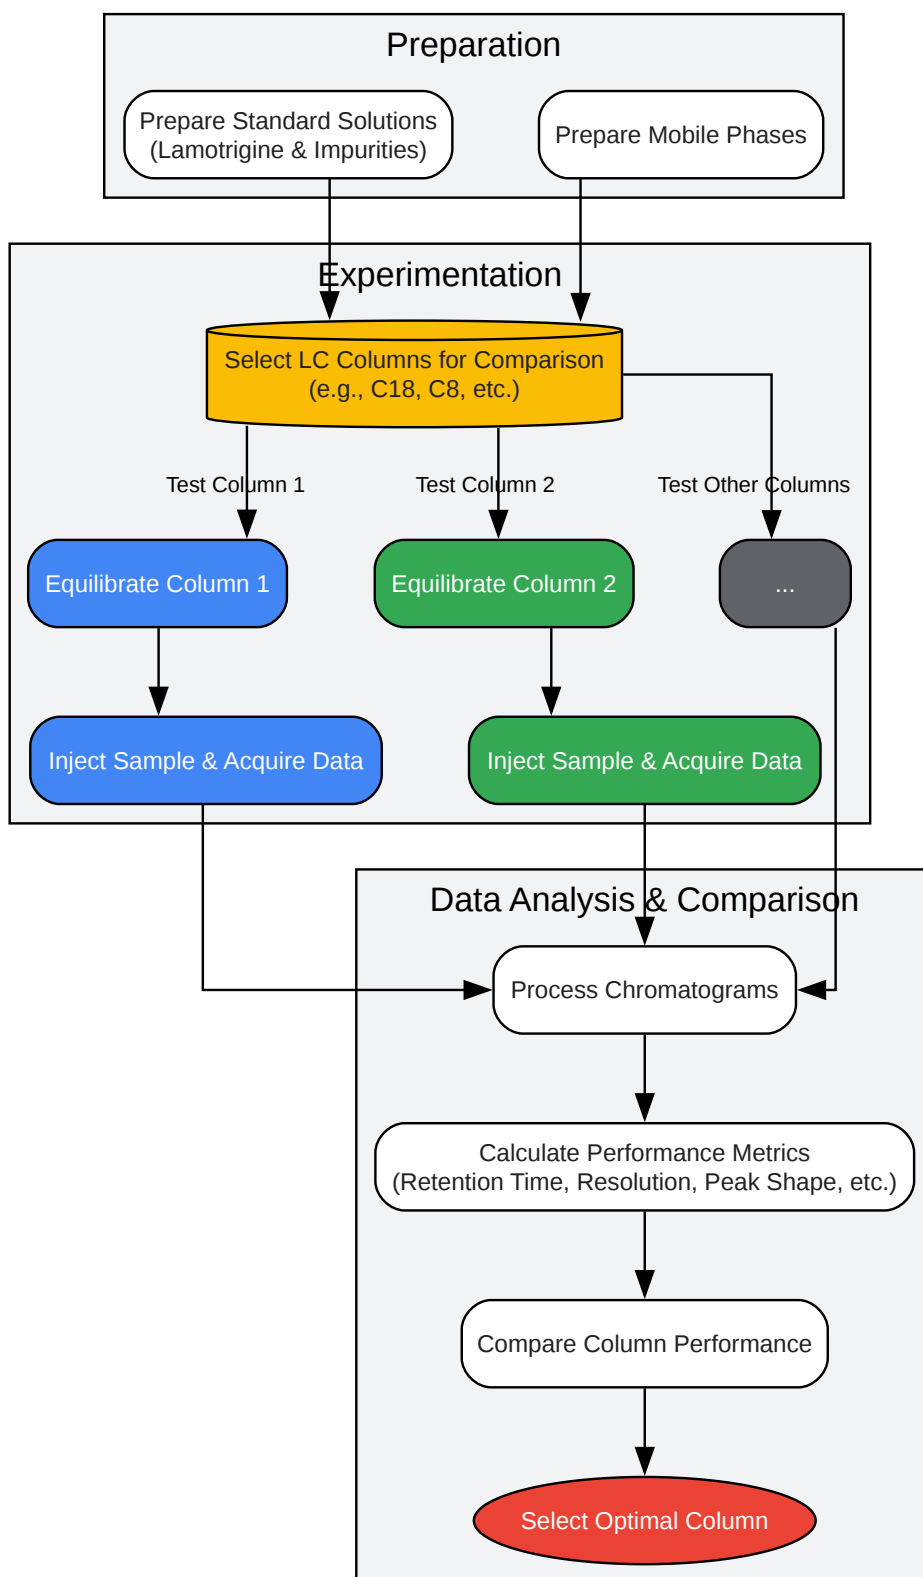 Preparation
Prepare Standard Solutions
(Lamotrigine & Impurities)
Prepare Mobile Phases
Experimentation
Select LC Columns for Comparison
(e.g., C18, C8, etc.)
Test Column 1
Test Column 2
Test Other Columns
Equilibrate Column 1
Equilibrate Column 2
...
Inject Sample & Acquire Data
Inject Sample & Acquire Data
Data Analysis & Comparison
Process Chromatograms
Calculate Performance Metrics
(Retention Time, Resolution, Peak Shape, etc.)
Compare Column Performance
Select Optimal Column